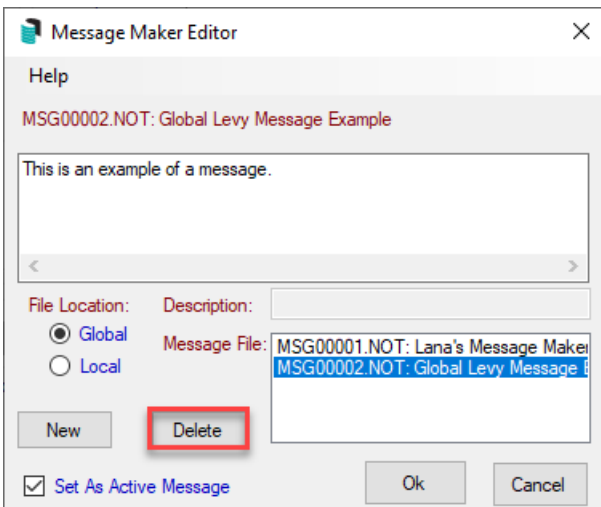 Message Maker Editor
Help
MSG00002.NOT: Global Levy Message Example
This is an example of a message.
File Location:
Description:
Global
Local
Message File:
MSG00001.NOT: Lana's Message Maker
MSG00002.NOT: Global Levy Message E
New
Delete
Set As Active Message
Ok
Cancel